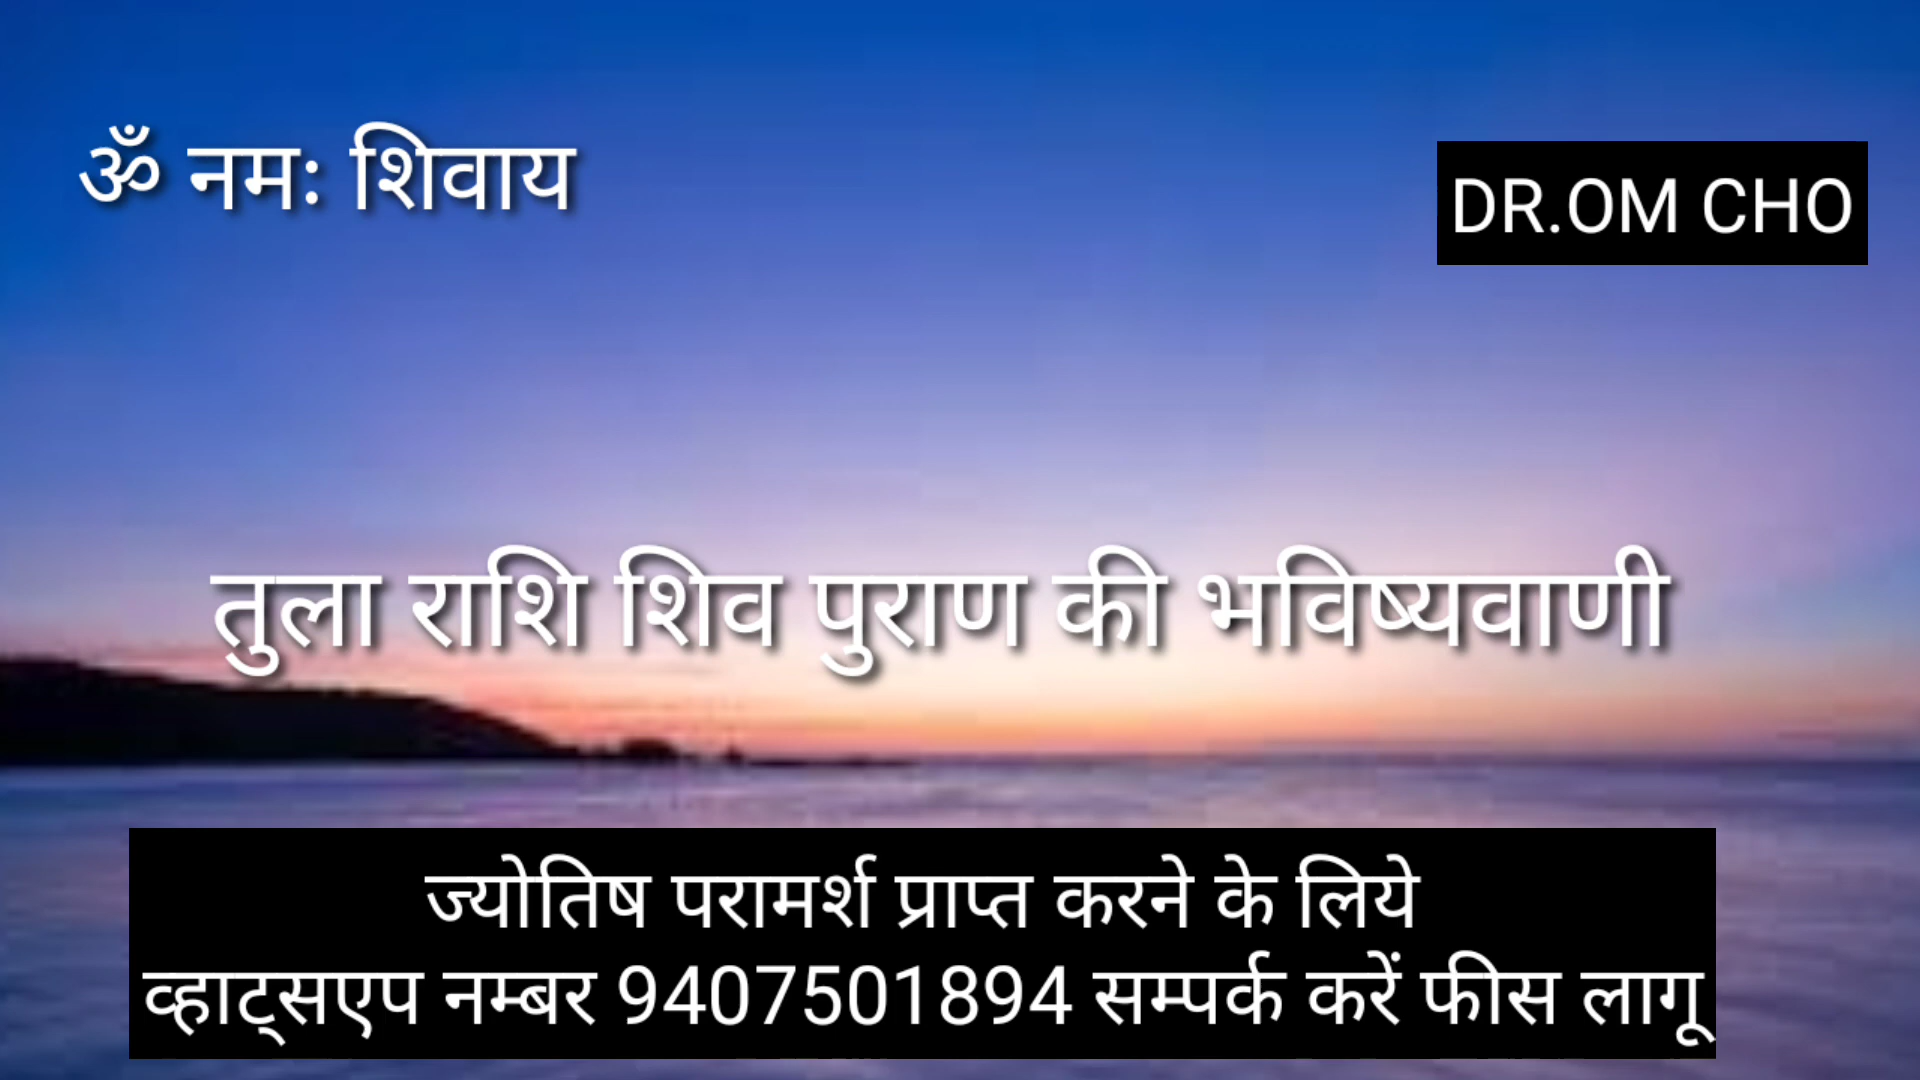 ॐ नमः शिवाय
DR.OM CHO
तुला राशि शिव पुराण की भविष्यवाणी
ज्योतिष परामर्श प्राप्त करने के लिये
व्हाट्सएप नम्बर 9407501894 सम्पर्क करें फीस लागू